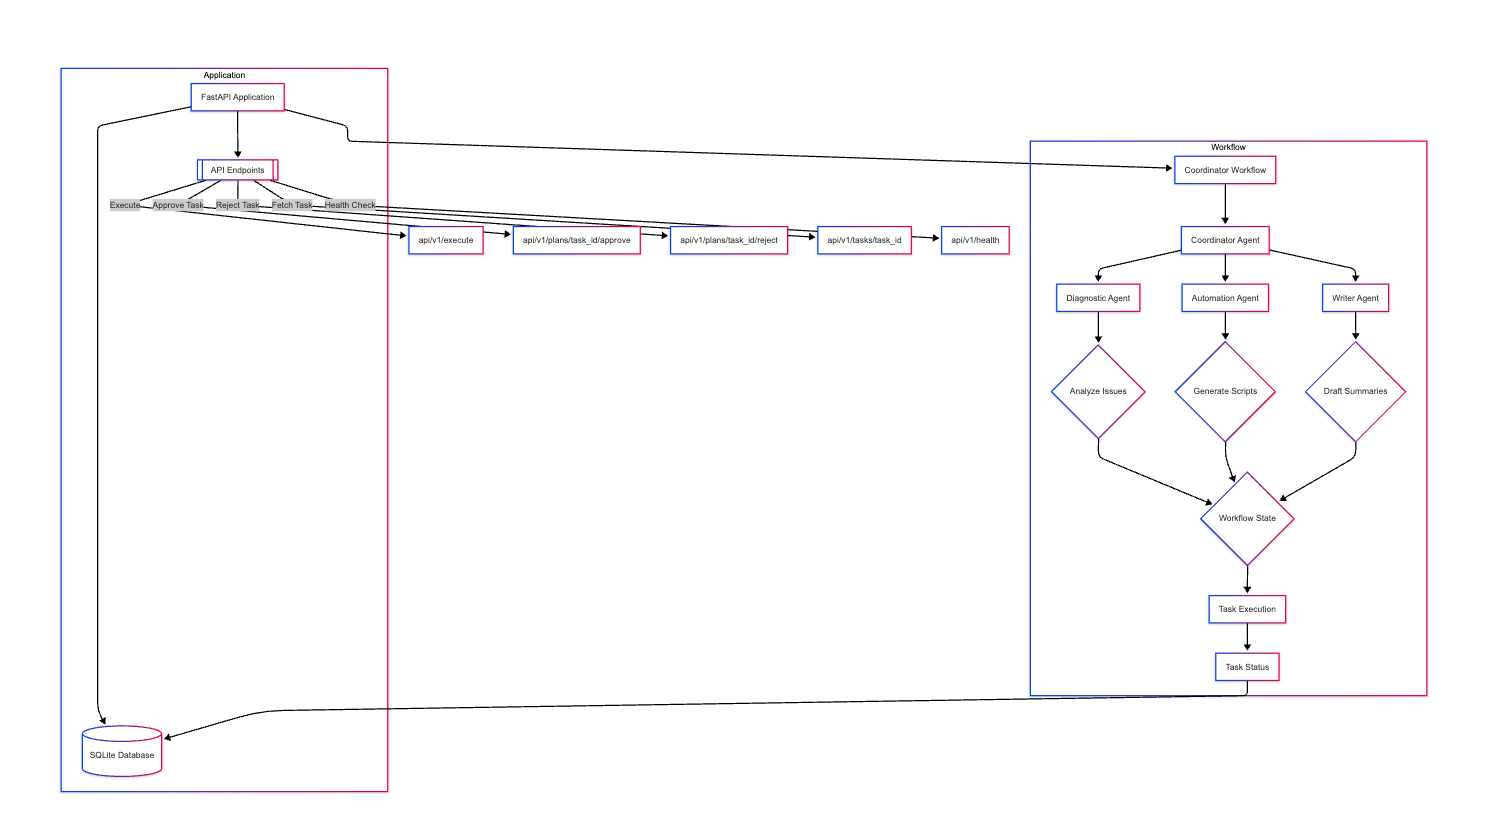 Application
FastAPI Application
API Endpoints
Execute
Approve Task
Reject Task
Fetch Task
Health Check
api/v1/execute
api/v1/plans/task_id/approve
api/v1/plans/task_id/reject
api/v1/tasks/task_id
api/v1/health
SQLite Database
Workflow
Coordinator Workflow
Coordinator Agent
Diagnostic Agent
Automation Agent
Writer Agent
Analyze Issues
Generate Scripts
Draft Summaries
Workflow State
Task Execution
Task Status